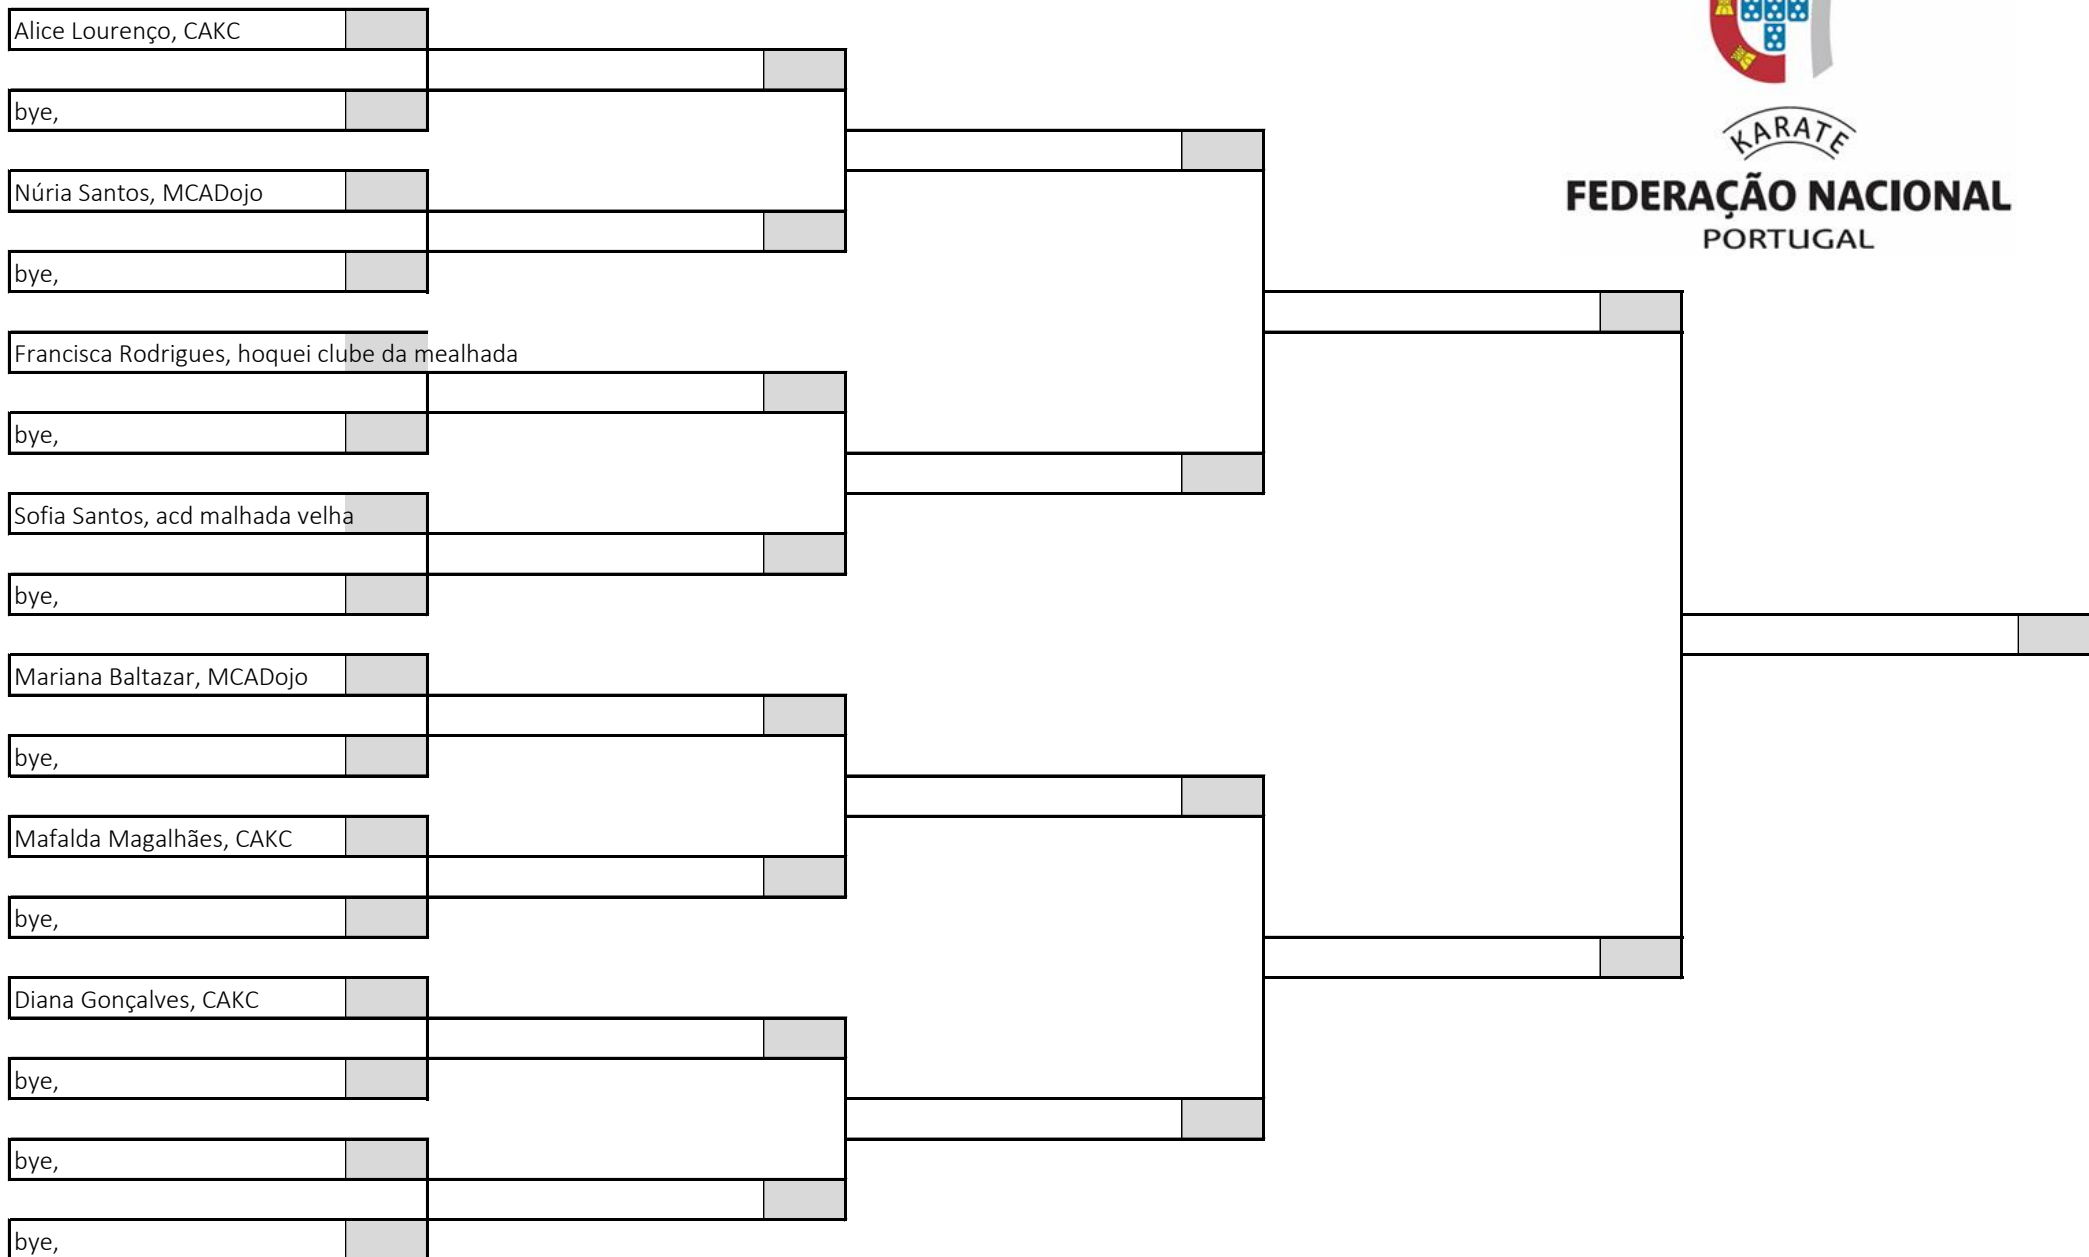 Alice Lourenço, CAKC
bye,
KARATE
Núria Santos, MCADojo
FEDERAÇÃO NACIONAL
PORTUGAL
bye,
Francisca Rodrigues, hoquei clube da mealhada
bye,
Sofia Santos, acd malhada velha
bye,
Mariana Baltazar, MCADojo
bye,
Mafalda Magalhães, CAKC
bye,
Diana Gonçalves, CAKC
bye,
bye,
bye,